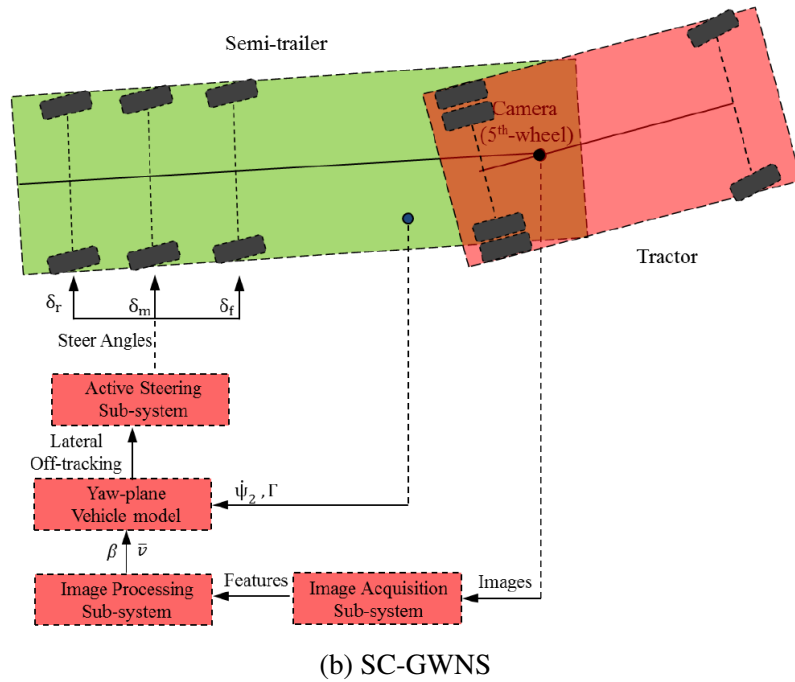 Semi-trailer
Camera
(5th-wheel)
Tractor
δr
δm
δf
Steer Angles
Active Steering
Sub-system
Lateral
Off-tracking
Yaw-plane
Vehicle model
ψ̇2 , Γ
β v̄
Image Processing
Sub-system
Features
Image Acquisition
Sub-system
Images
(b) SC-GWNS